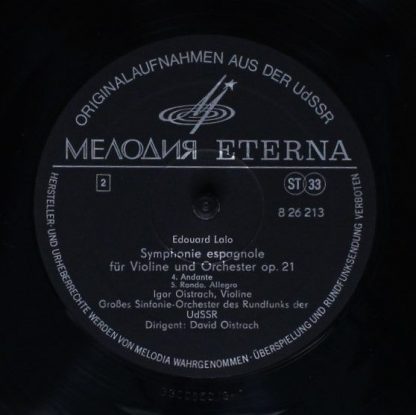 ORIGINALAUFNAHMEN AUS DER UdSSR
МЕЛОДИЯ ETERNA
2
ST 33
8 26 213
Edouard Lalo
Symphonie espagnole
für Violine und Orchester op. 21
4. Andante
5. Rondo. Allegro
Igor Oistrach, Violine
Großes Sinfonie-Orchester des Rundfunks der
UdSSR
Dirigent: David Oistrach
HERSTELLER- UND URHEBERRECHTE WERDEN VON MELODIA WAHRGENOMMEN · ÜBERSPIELUNG UND RUNDFUNKSENDUNG VERBOTEN